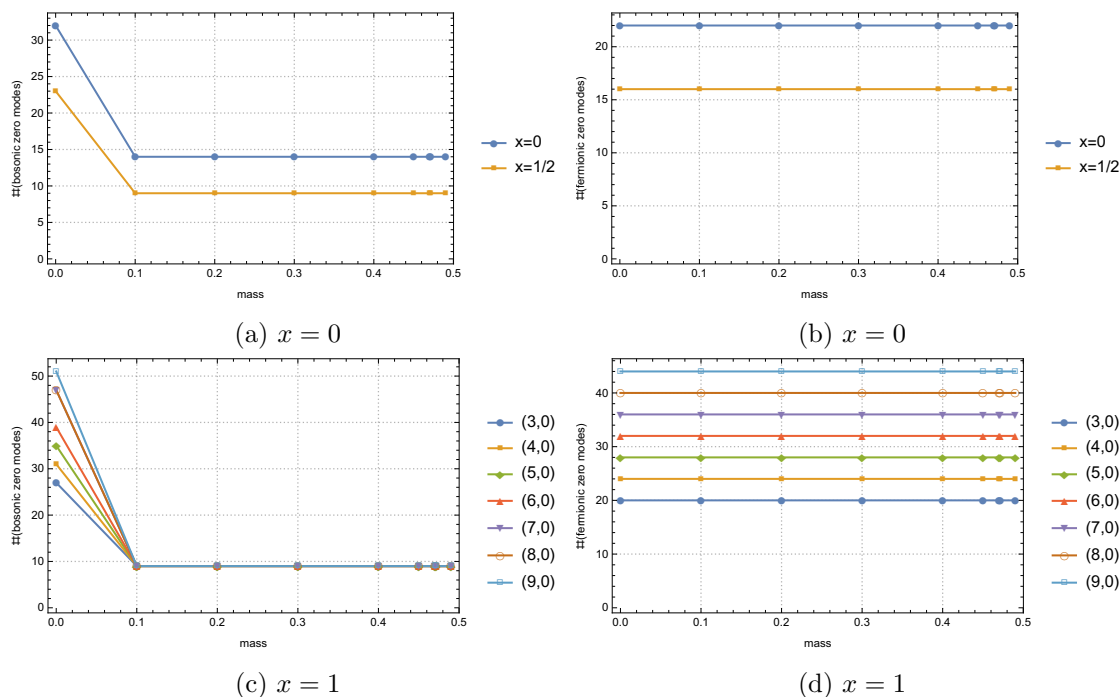 30
25
20
15
10
5
0
0.0 0.1 0.2 0.3 0.4 0.5
♯(bosonic zero modes)
mass
x=0
x=1/2
(a) x = 0
20
15
10
5
0
0.0 0.1 0.2 0.3 0.4 0.5
♯(fermionic zero modes)
mass
x=0
x=1/2
(b) x = 0
50
40
30
20
10
0
0.0 0.1 0.2 0.3 0.4 0.5
♯(bosonic zero modes)
mass
(3,0)
(4,0)
(5,0)
(6,0)
(7,0)
(8,0)
(9,0)
(c) x = 1
40
30
20
10
0
0.0 0.1 0.2 0.3 0.4 0.5
♯(fermionic zero modes)
mass
(3,0)
(4,0)
(5,0)
(6,0)
(7,0)
(8,0)
(9,0)
(d) x = 1